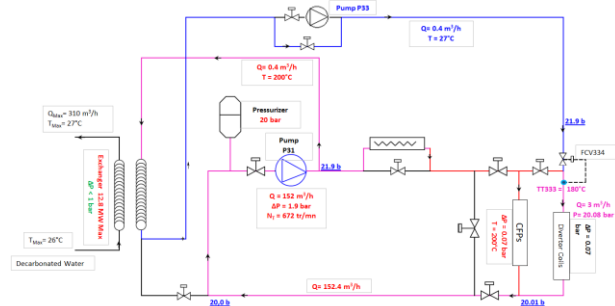 Pump P33
Q= 0.4 m³/h
T = 27°C
Q= 0.4 m³/h
T = 200°C
QMax= 310 m³/h
TMax= 27°C
Pressurizer
20 bar
Pump
P31
21.9 b
21.9 b
FCV334
Exchanger 12.8 MW Max
ΔP < 1 bar
TT333 = 180°C
Q = 152 m³/h
ΔP = 1.9 bar
N₁ = 672 tr/mn
ΔP = 0.07 bar
T = 200°C
CFPs
Q= 3 m³/h
P= 20.08 bar
ΔP = 0.07
bar
Divertor Coils
TMax= 26°C
Decarbonated Water
Q= 152.4 m³/h
20,0 b
20.01 b